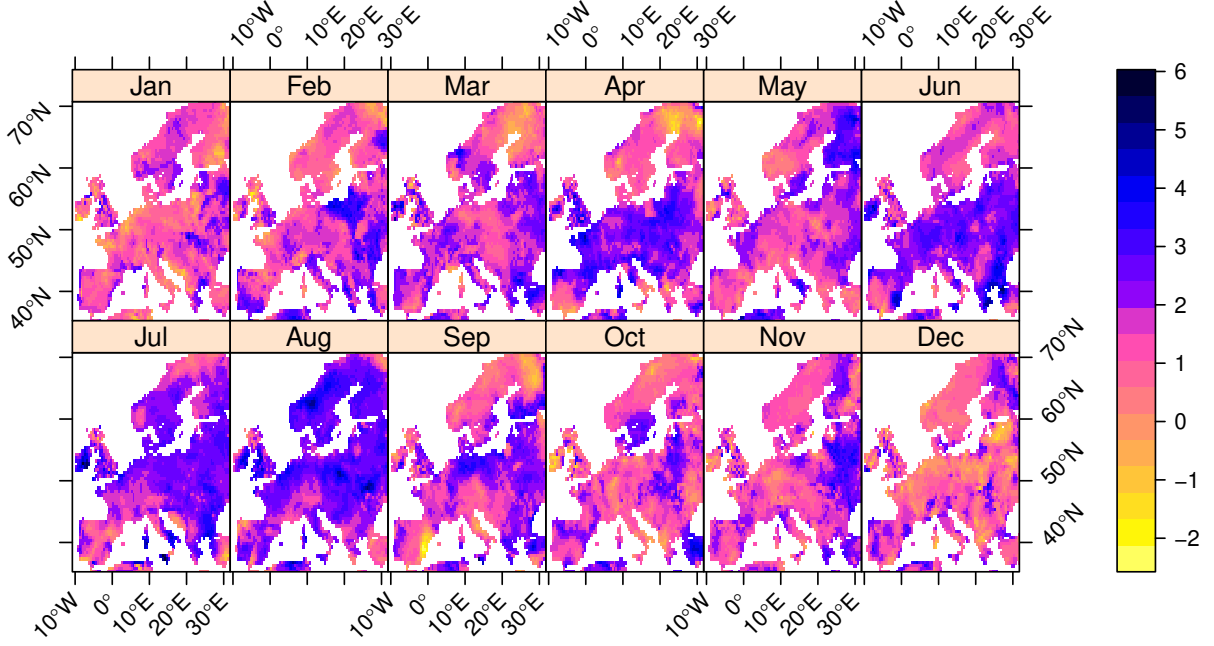 10°W 0° 10°E 20°E 30°E 10°W 0° 10°E 20°E 30°E 10°W 0° 10°E 20°E 30°E
Jan Feb Mar Apr May Jun
70°N
60°N
50°N
40°N
Jul Aug Sep Oct Nov Dec
70°N
60°N
50°N
40°N
10°W 0° 10°E 20°E 30°E 10°W 0° 10°E 20°E 30°E 10°W 0° 10°E 20°E 30°E
6
5
4
3
2
1
0
−1
−2